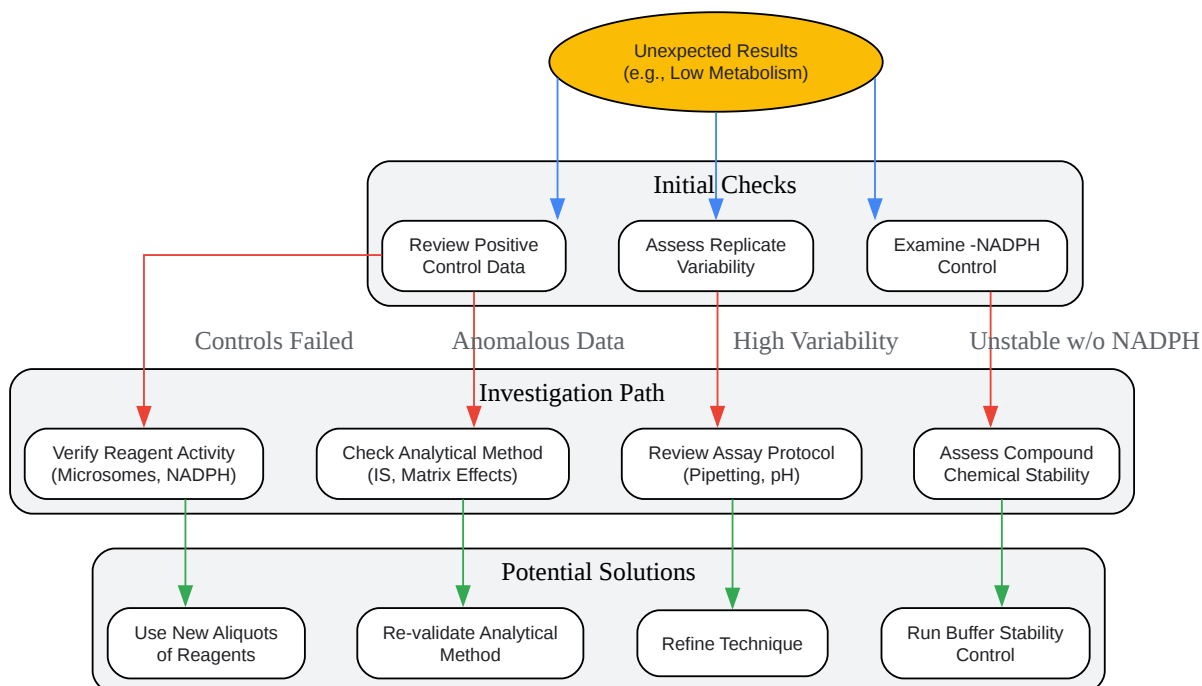 Unexpected Results
(e.g., Low Metabolism)
Initial Checks
Review Positive
Control Data
Assess Replicate
Variability
Examine -NADPH
Control
Controls Failed
Anomalous Data
High Variability
Unstable w/o NADPH
Investigation Path
Verify Reagent Activity
(Microsomes, NADPH)
Check Analytical Method
(IS, Matrix Effects)
Review Assay Protocol
(Pipetting, pH)
Assess Compound
Chemical Stability
Potential Solutions
Use New Aliquots
of Reagents
Re-validate Analytical
Method
Refine Technique
Run Buffer Stability
Control